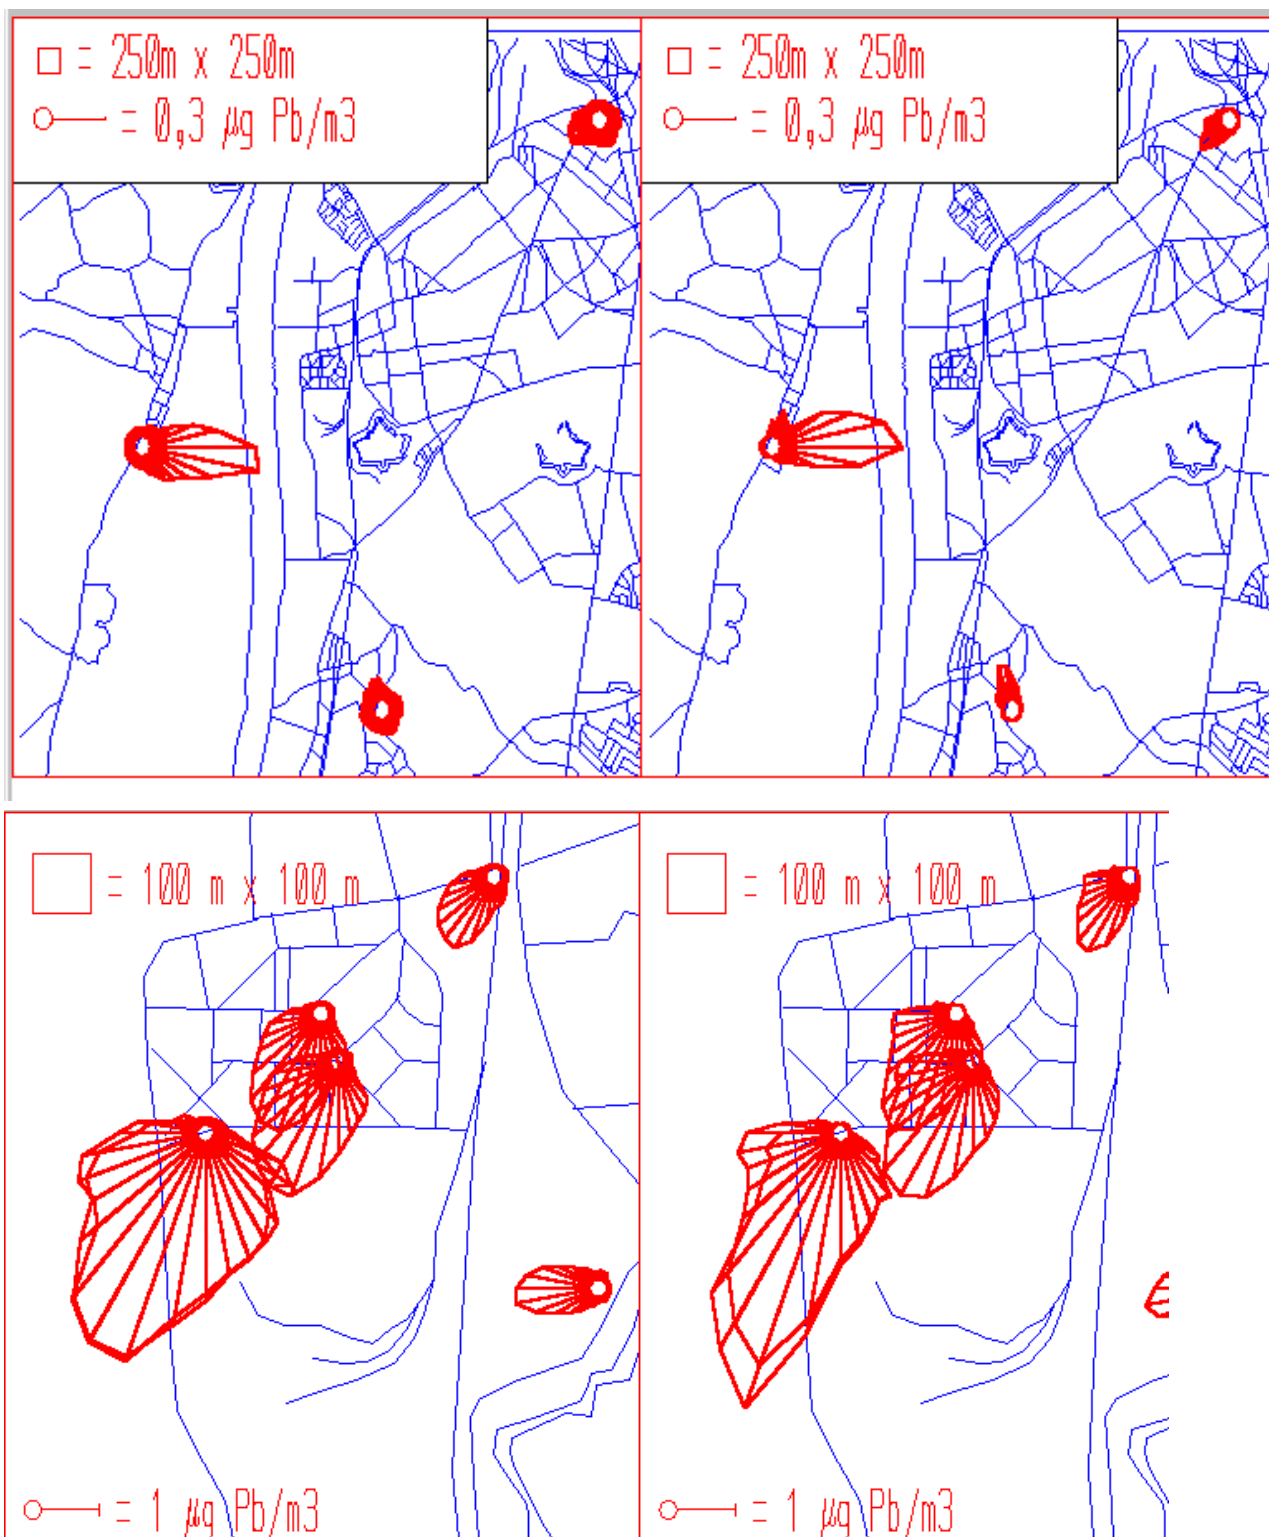 = 250m x 250m
= 0,3 µg Pb/m3
= 250m x 250m
= 0,3 µg Pb/m3
= 100 m x 100 m
= 100 m x 100 m
= 1 µg Pb/m3
= 1 µg Pb/m3